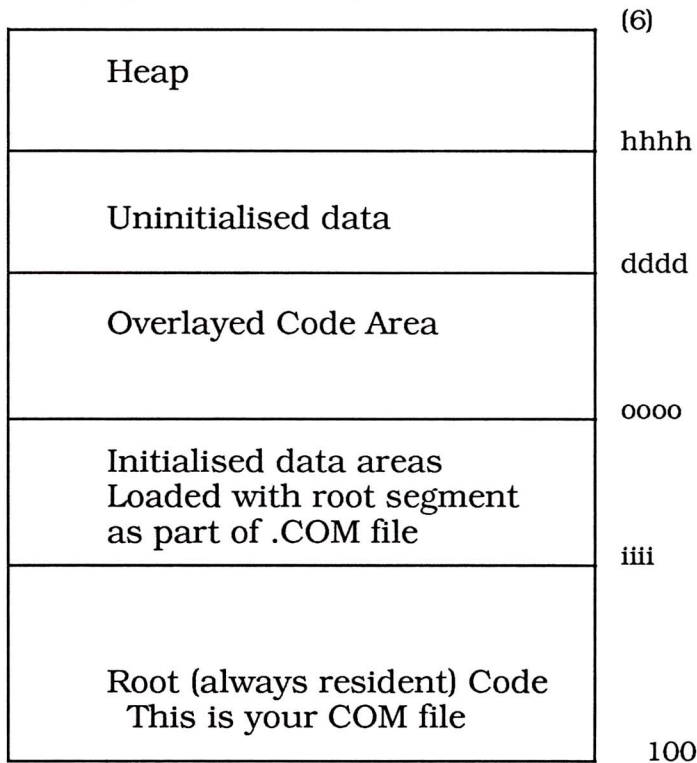 (6)
Heap
hhhh
Uninitialised data
dddd
Overlayed Code Area
oooo
Initialised data areas
Loaded with root segment
as part of .COM file
iiii
Root (always resident) Code
This is your COM file
100